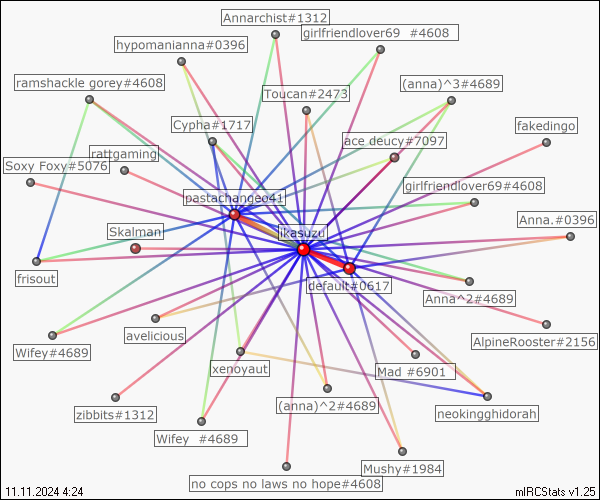 Annarchist#1312
girlfriendlover69 #4608
hypomanianna#0396
ramshackle gorey#4608
(anna)^3#4689
Toucan#2473
Cypha#1717
fakedingo
ace deucy#7097
rattgaming
Soxy Foxy#5076
girlfriendlover69#4608
pastachangeo41
Anna.#0396
Skalman
ikasuzu
frisout
default#0617
Anna^2#4689
avelicious
AlpineRooster#2156
Wifey#4689
xenoyaut
Mad #6901
(anna)^2#4689
zibbits#1312
neokingghidorah
Wifey #4689
Mushy#1984
no cops no laws no hope#4608
11.11.2024 4:24
mIRCStats v1.25